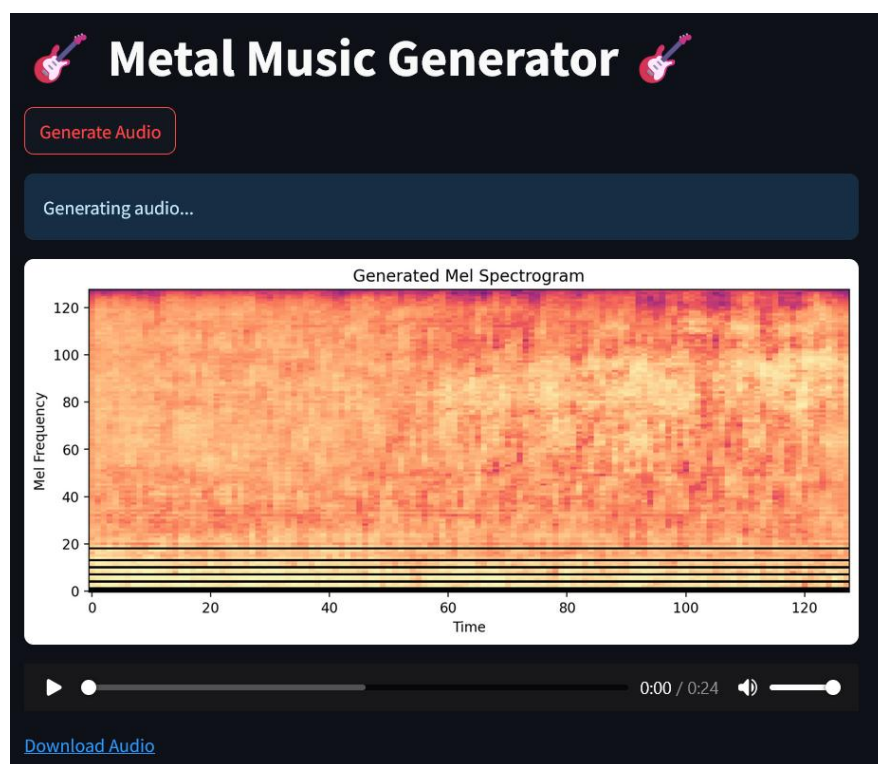 🎸 Metal Music Generator 🎸
Generate Audio
Generating audio...
Generated Mel Spectrogram
120
100
80
60
40
20
0
Mel Frequency
0 20 40 60 80 100 120
Time
0:00 / 0:24
Download Audio